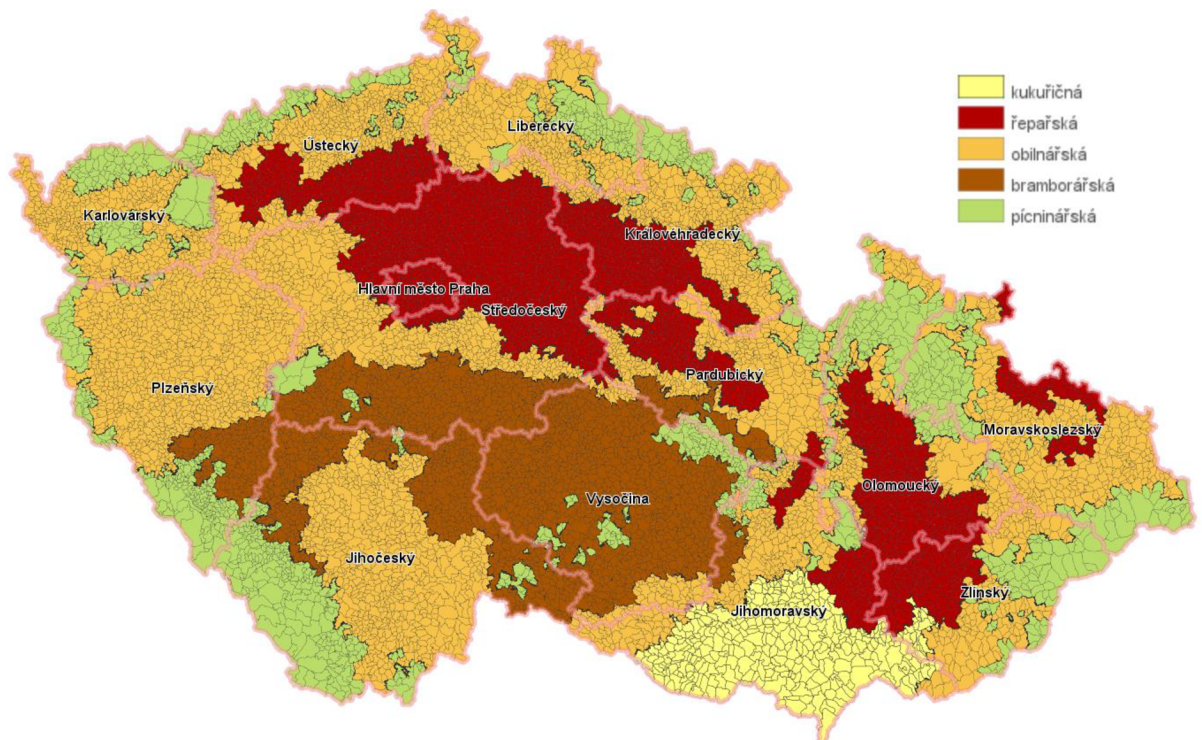 kukuřičná
řepařská
obilnářská
bramborářská
pícninářská
Liberecký
Ústecký
Karlovarský
Královéhradecký
Hlavní město Praha
Středočeský
Pardubický
Plzeňský
Moravskoslezský
Olomoucký
Vysočina
Jihočeský
Zlínský
Jihomoravský